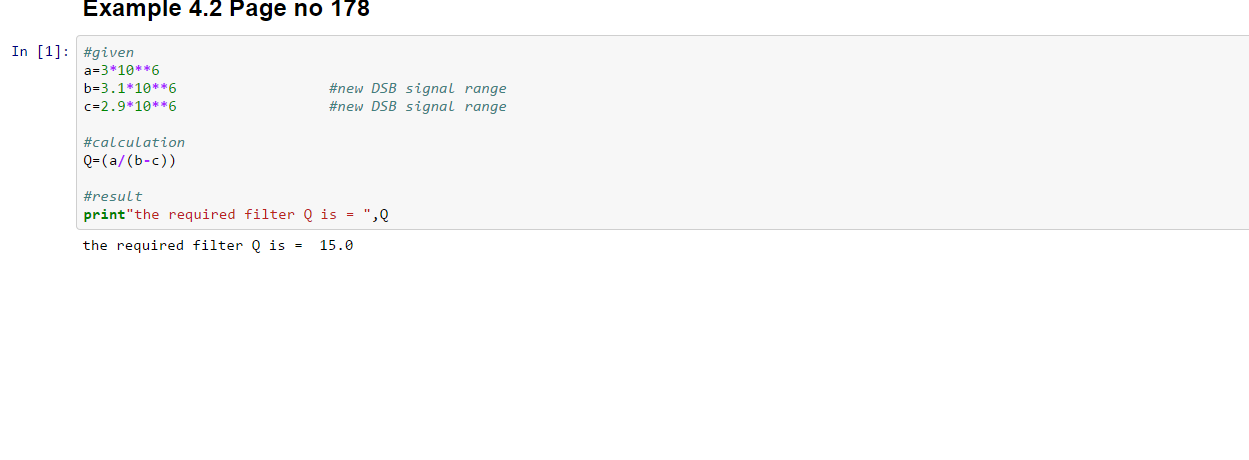 Example 4.2 Page no 178
In [1]: #given
a=3*10**6
b=3.1*10**6 #new DSB signal range
c=2.9*10**6 #new DSB signal range
#calculation
Q=(a/(b-c))
#result
print"the required filter Q is = ",Q
the required filter Q is =  15.0